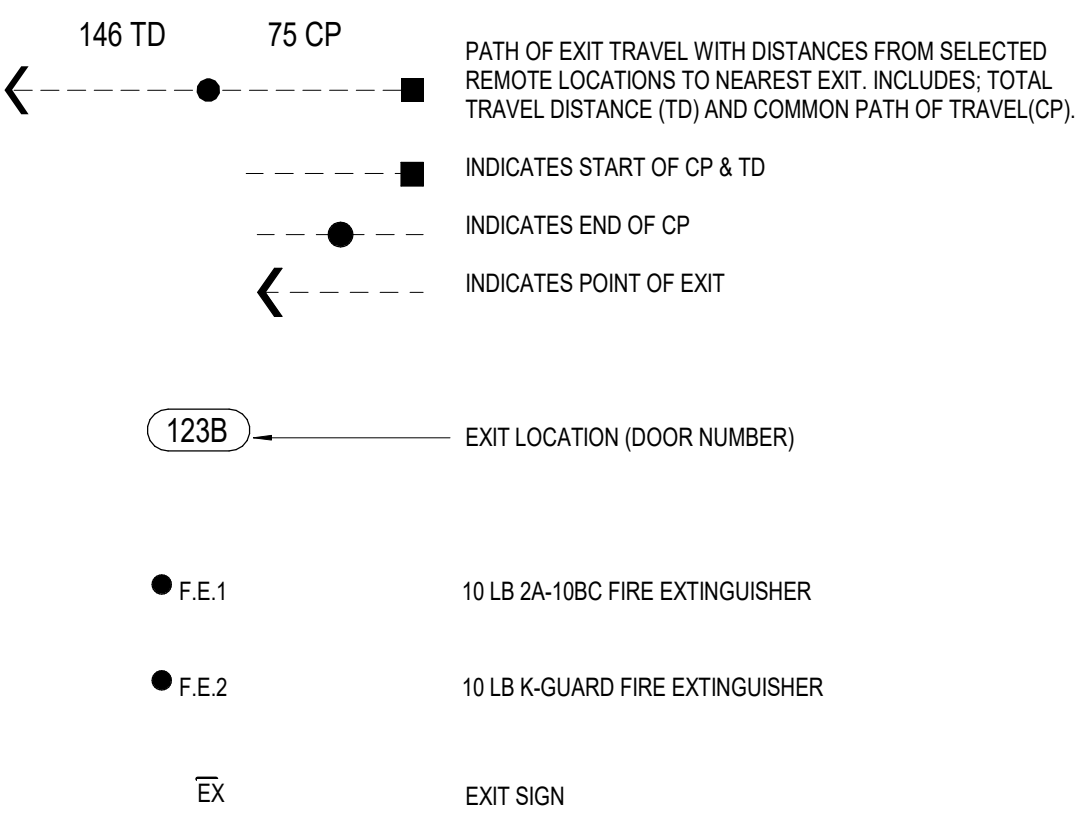 146 TD 75 CP
PATH OF EXIT TRAVEL WITH DISTANCES FROM SELECTED
REMOTE LOCATIONS TO NEAREST EXIT. INCLUDES; TOTAL
TRAVEL DISTANCE (TD) AND COMMON PATH OF TRAVEL(CP).
INDICATES START OF CP & TD
INDICATES END OF CP
INDICATES POINT OF EXIT
123B EXIT LOCATION (DOOR NUMBER)
F.E.1 10 LB 2A-10BC FIRE EXTINGUISHER
F.E.2 10 LB K-GUARD FIRE EXTINGUISHER
EX EXIT SIGN